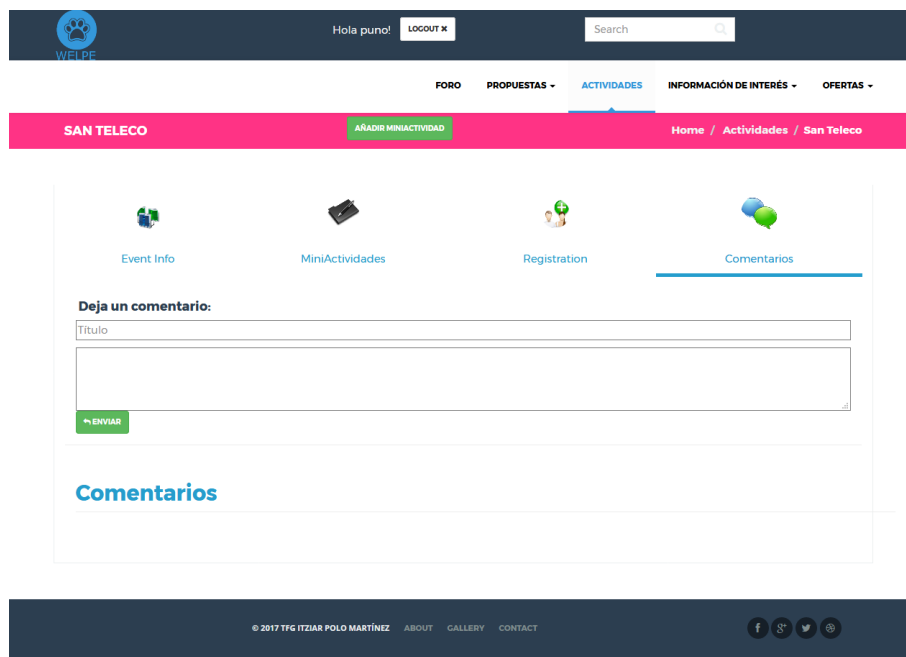 Hola puno! LOGOUT ✖ Search
WELPE
FORO PROPUESTAS ACTIVIDADES INFORMACIÓN DE INTERÉS OFERTAS
SAN TELECO AÑADIR MINIACTIVIDAD Home / Actividades / San Teleco
Event Info MiniActividades Registration Comentarios
Deja un comentario:
Título
ENVIAR
Comentarios
© 2017 TFG ITZIAR POLO MARTÍNEZ ABOUT GALLERY CONTACT